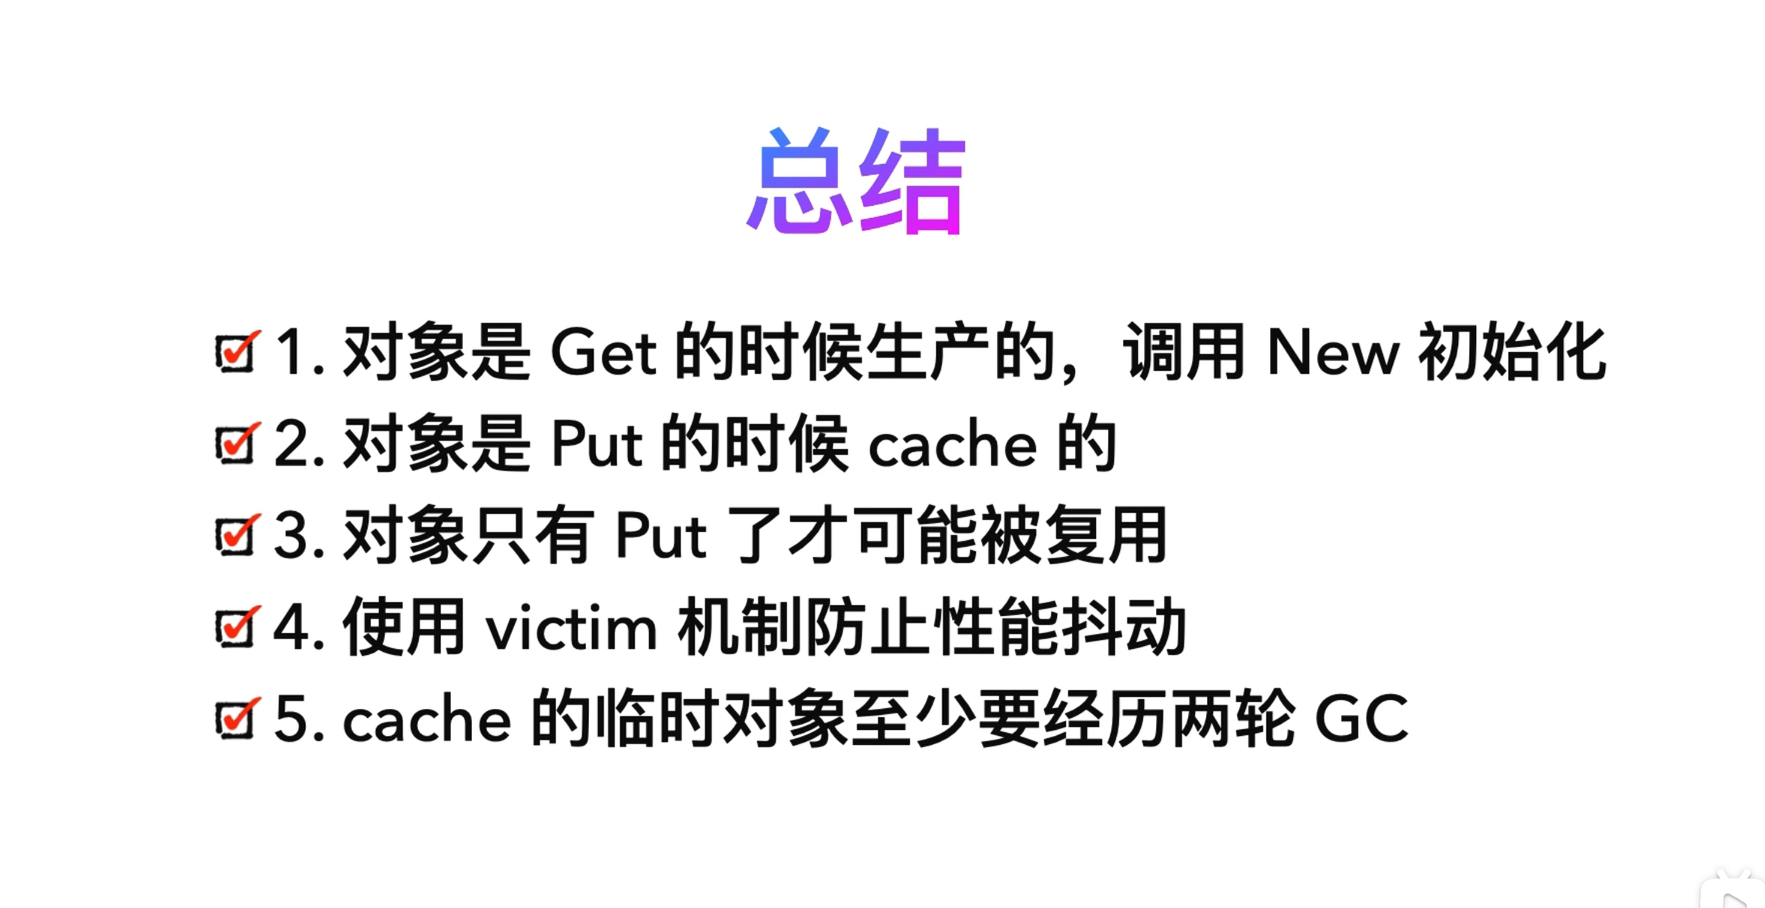 总结
1. 对象是 Get 的时候生产的，调用 New 初始化
2. 对象是 Put 的时候 cache 的
3. 对象只有 Put 了才可能被复用
4. 使用 victim 机制防止性能抖动
5. cache 的临时对象至少要经历两轮 GC